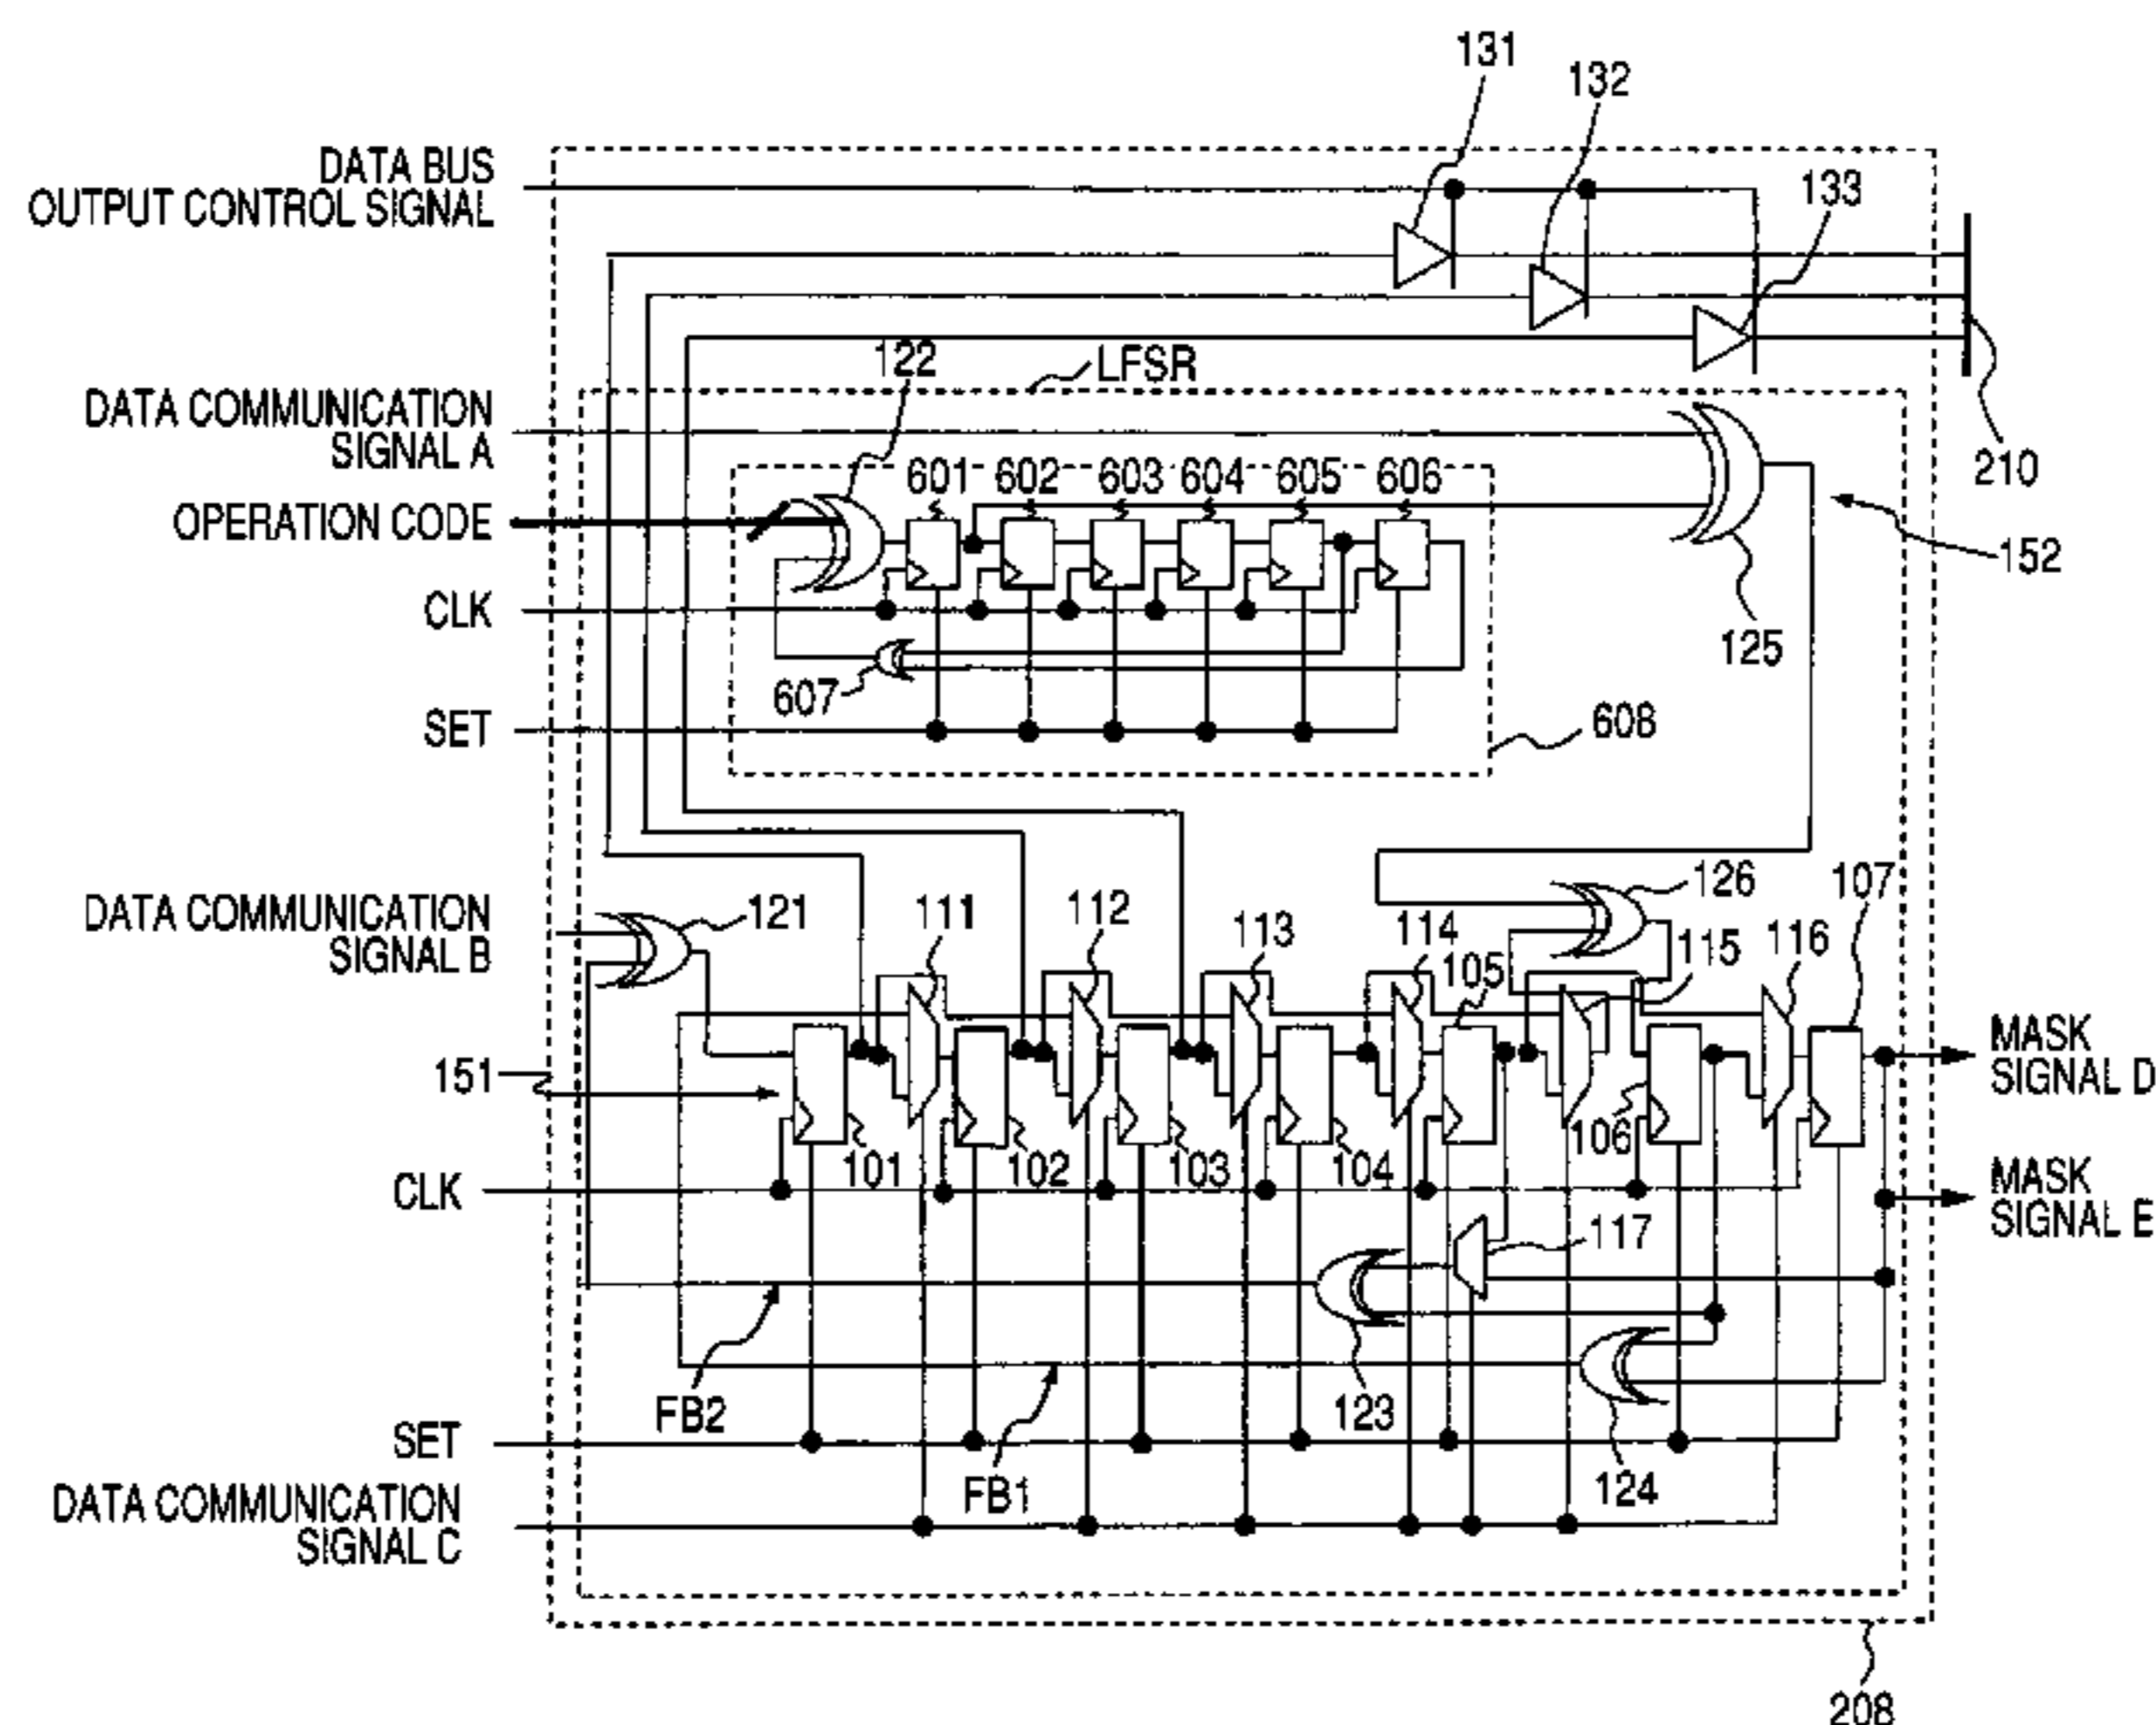 131
132
DATA BUS
OUTPUT CONTROL SIGNAL
133
122
LFSR
DATA COMMUNICATION
SIGNAL A
601 602 603 604 605 606
210
OPERATION CODE
152
CLK
125
607
SET
608
DATA COMMUNICATION
SIGNAL B
121
111
112
113
114
105
126
115
107
116
MASK
SIGNAL D
151
101
102
103
104
106
CLK
MASK
SIGNAL E
117
FB2
123
SET
FB1
124
DATA COMMUNICATION
SIGNAL C
208